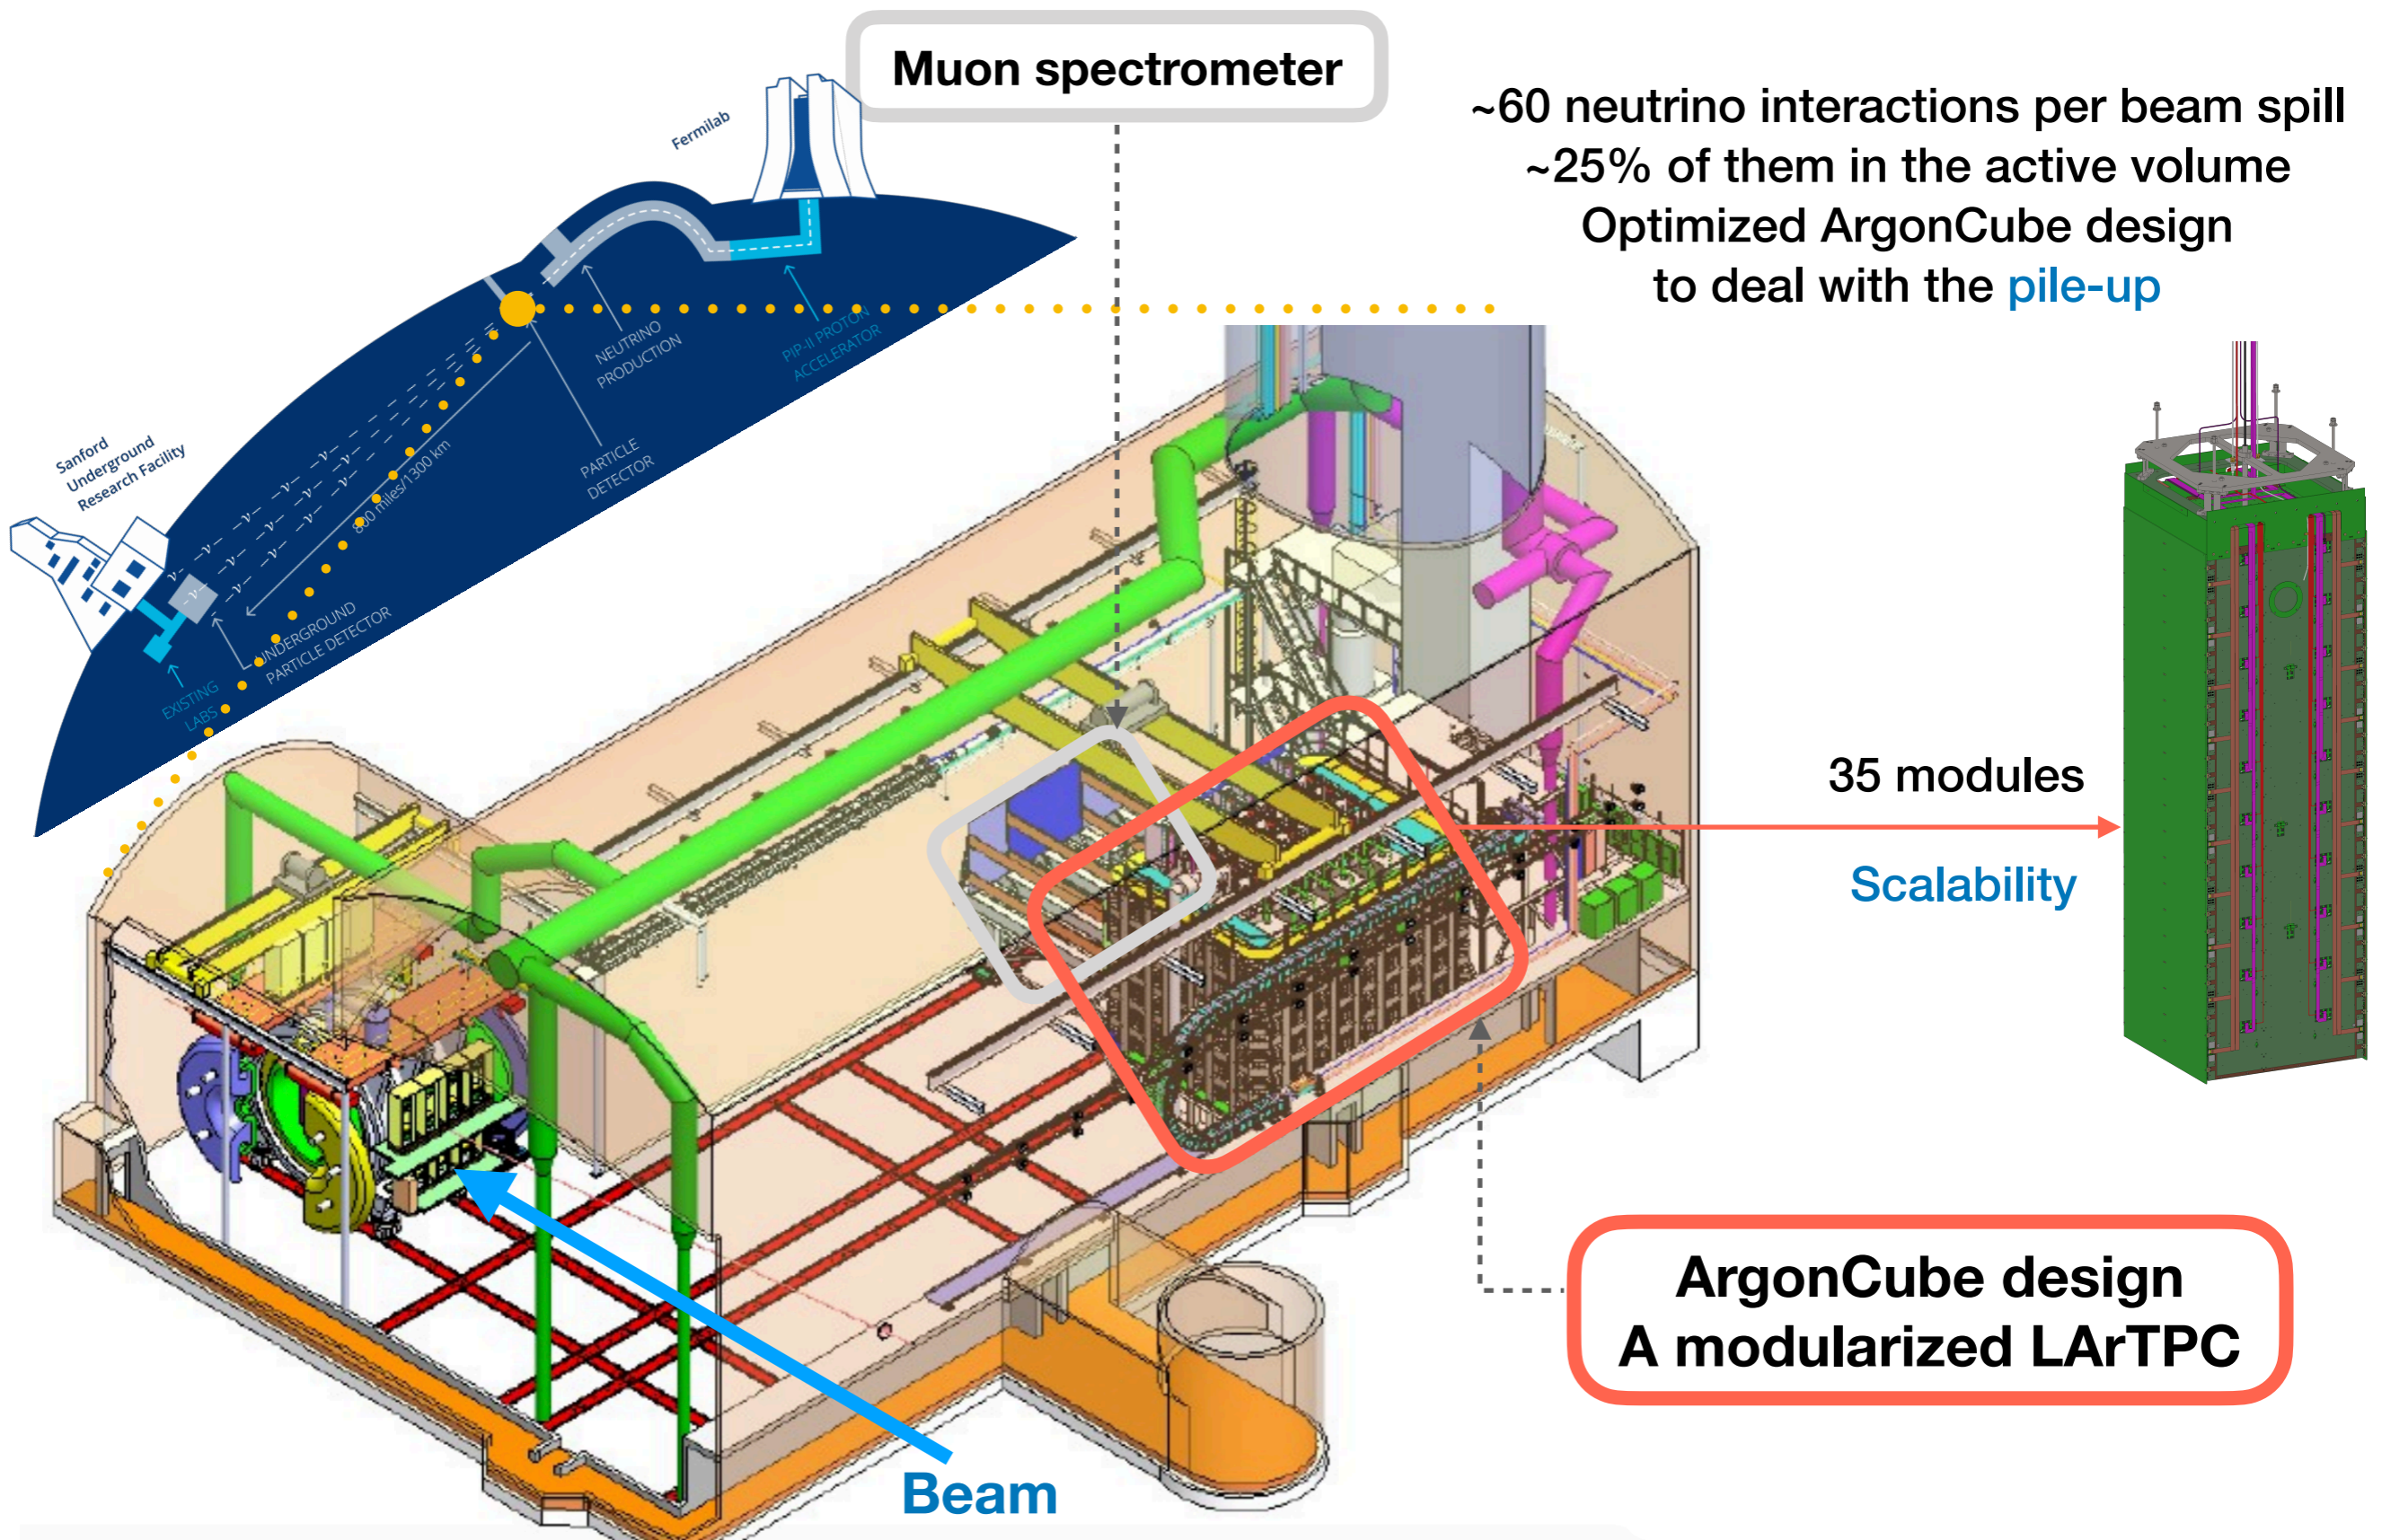 Muon spectrometer
~60 neutrino interactions per beam spill
~25% of them in the active volume
Optimized ArgonCube design
to deal with the pile-up
Fermilab
NEUTRINO
PRODUCTION
PIP-II PROTON
ACCELERATOR
PARTICLE
DETECTOR
800 miles/1300 km
Sanford
Underground
Research Facility
UNDERGROUND
PARTICLE DETECTOR
EXISTING
LABS
ν ν ν
ν ν ν
ν ν ν
ν
35 modules
Scalability
ArgonCube design
A modularized LArTPC
Beam